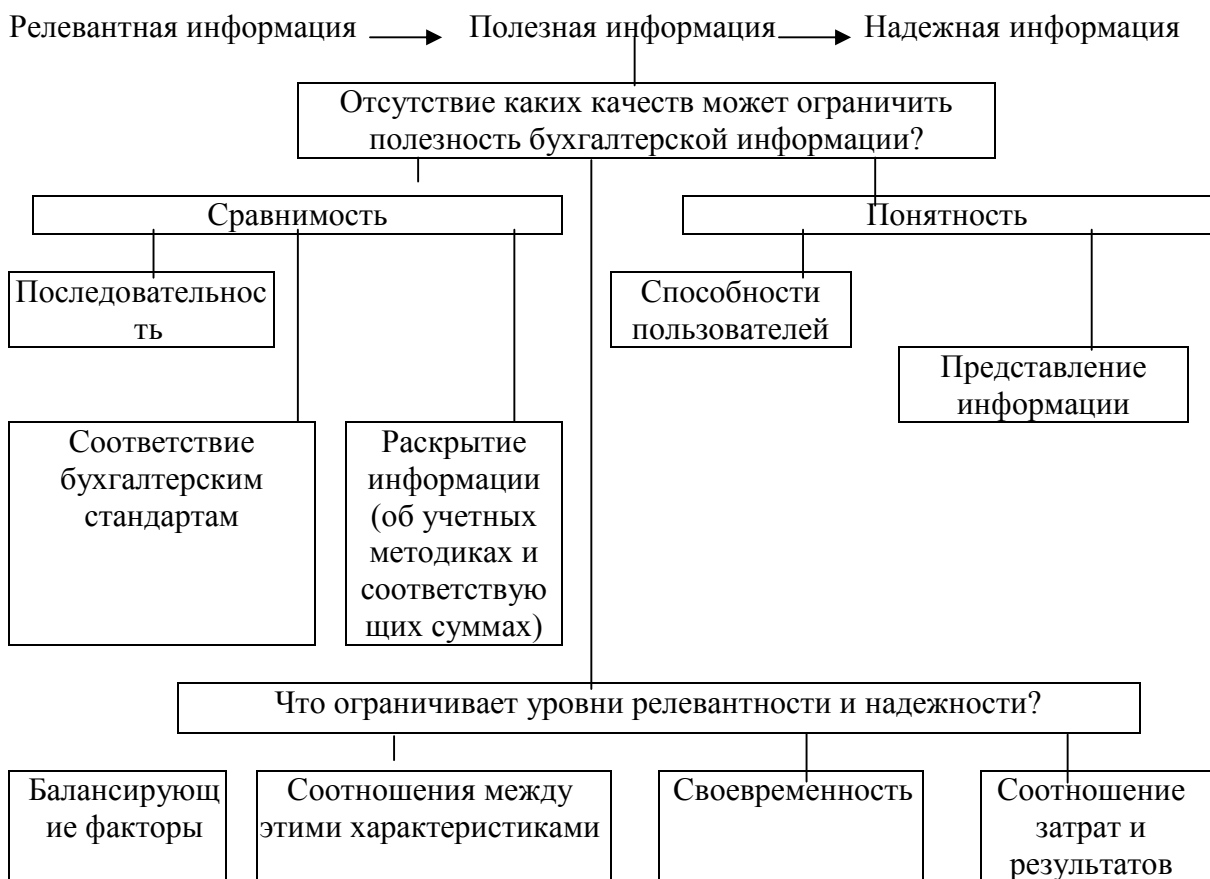 Релевантная информация Полезная информация Надежная информация
Отсутствие каких качеств может ограничить
полезность бухгалтерской информации?
Сравнимость
Понятность
Последовательнос
ть
Способности
пользователей
Представление
информации
Соответствие
бухгалтерским
стандартам
Раскрытие
информации
(об учетных
методиках и
соответствую
щих суммах)
Что ограничивает уровни релевантности и надежности?
Балансирующ
ие факторы
Соотношения между
этими характеристиками
Своевременность
Соотношение
затрат и
результатов